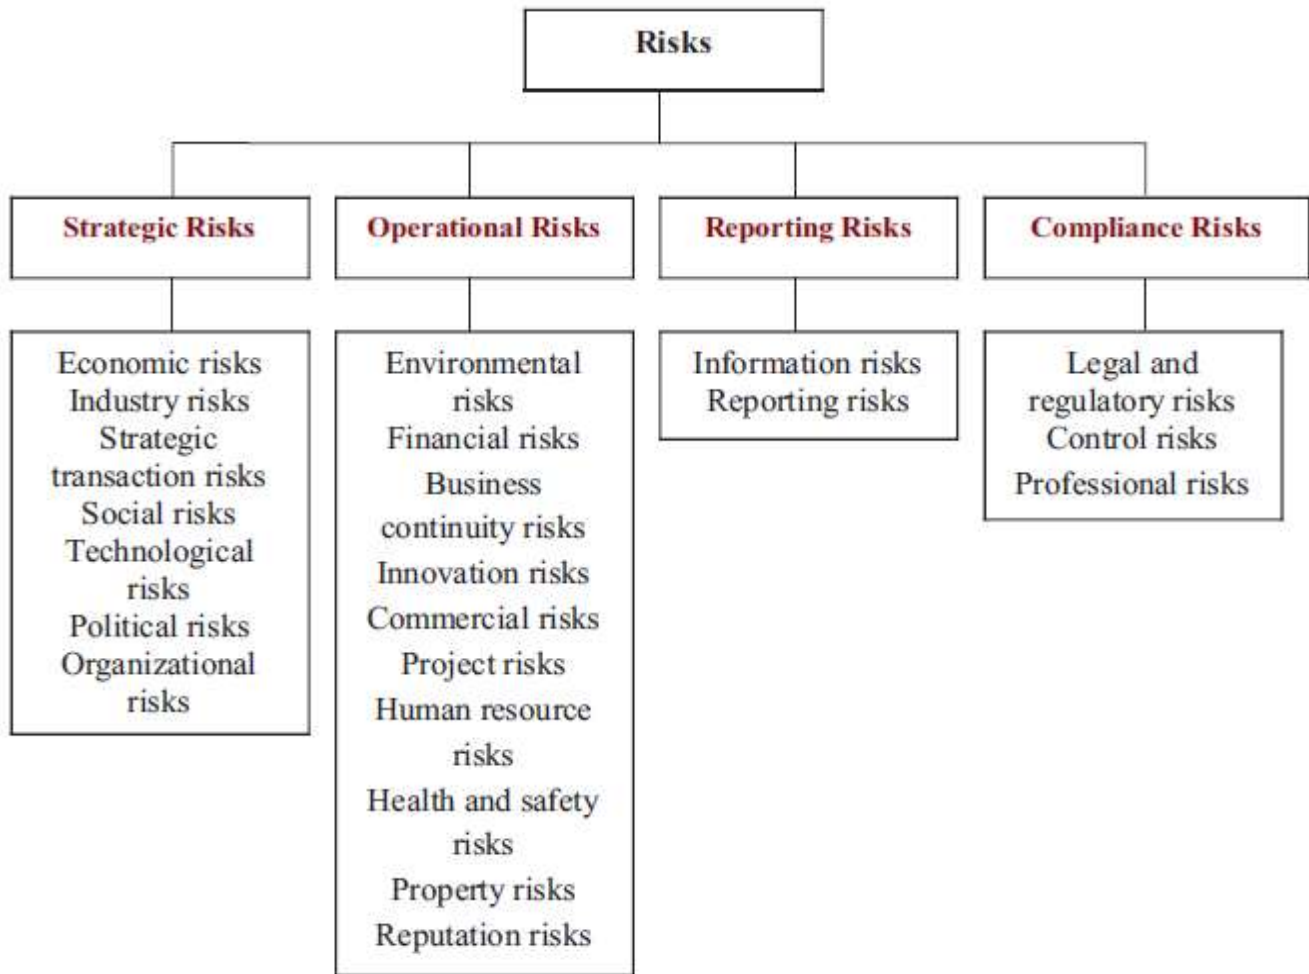 Risks
Strategic Risks
Operational Risks
Reporting Risks
Compliance Risks
Economic risks
Industry risks
Strategic
transaction risks
Social risks
Technological
risks
Political risks
Organizational
risks
Environmental
risks
Financial risks
Business
continuity risks
Innovation risks
Commercial risks
Project risks
Human resource
risks
Health and safety
risks
Property risks
Reputation risks
Information risks
Reporting risks
Legal and
regulatory risks
Control risks
Professional risks